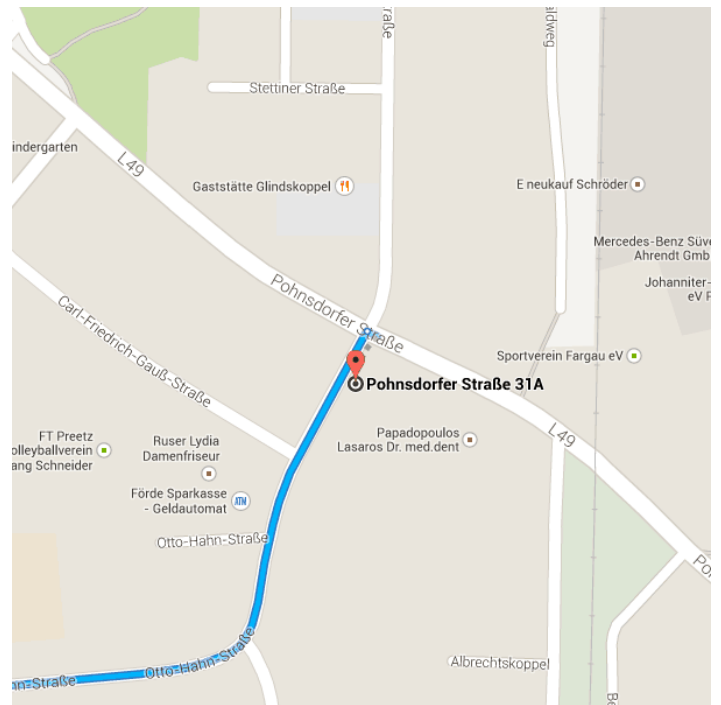 aldweg
Stettiner Straße
indergarten
L49
Gaststätte Glindskoppel
E neukauf Schröder
Mercedes-Benz Süve
Ahrendt Gmb
Johanniter-
eV F
Pohnsdorfer Straße
Carl-Friedrich-Gauß-Straße
Sportverein Fargau eV
Pohnsdorfer Straße 31A
L49
FT Preetz
olleyballverein
ang Schneider
Ruser Lydia
Damenfriseur
Papadopoulos
Lasaros Dr. med.dent
Förde Sparkasse
- Geldautomat
ATM
Otto-Hahn-Straße
Otto-Hahn-Straße
hn-Straße
Albrechtskoppel